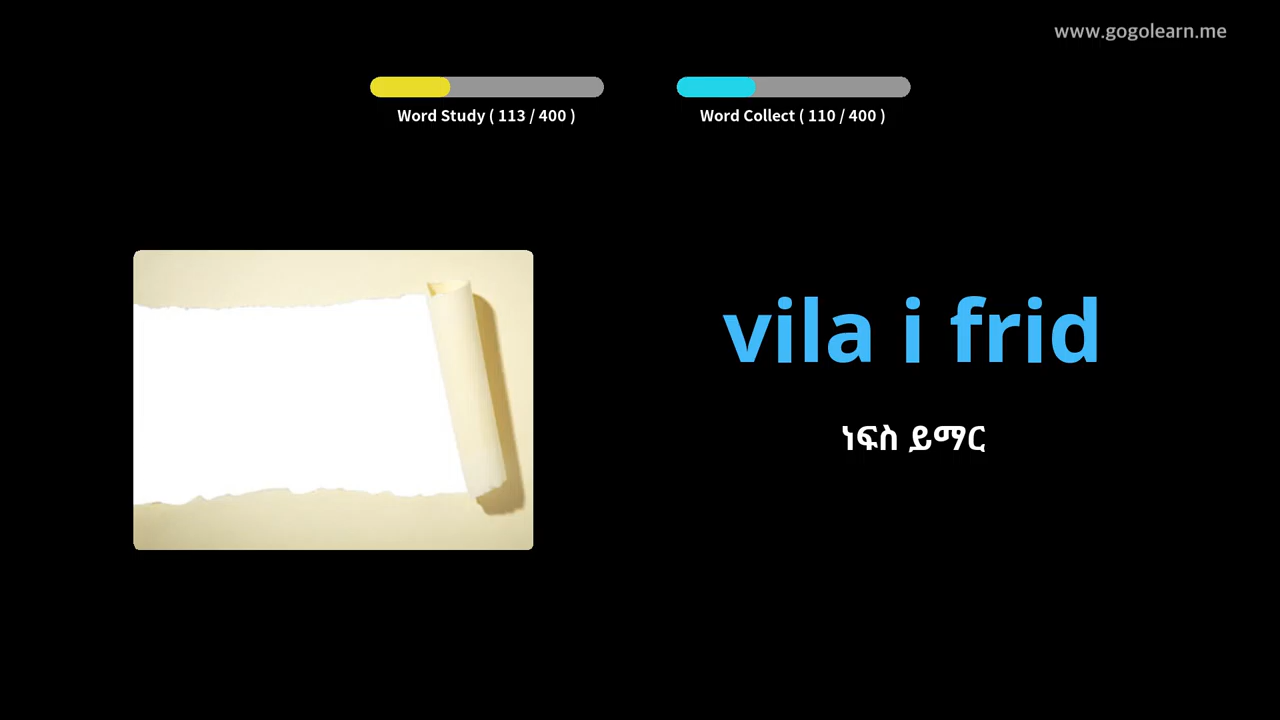 www.gogolearn.me
Word Study ( 113 / 400 )
Word Collect ( 110 / 400 )
vila i frid
ነፍስ ይማር